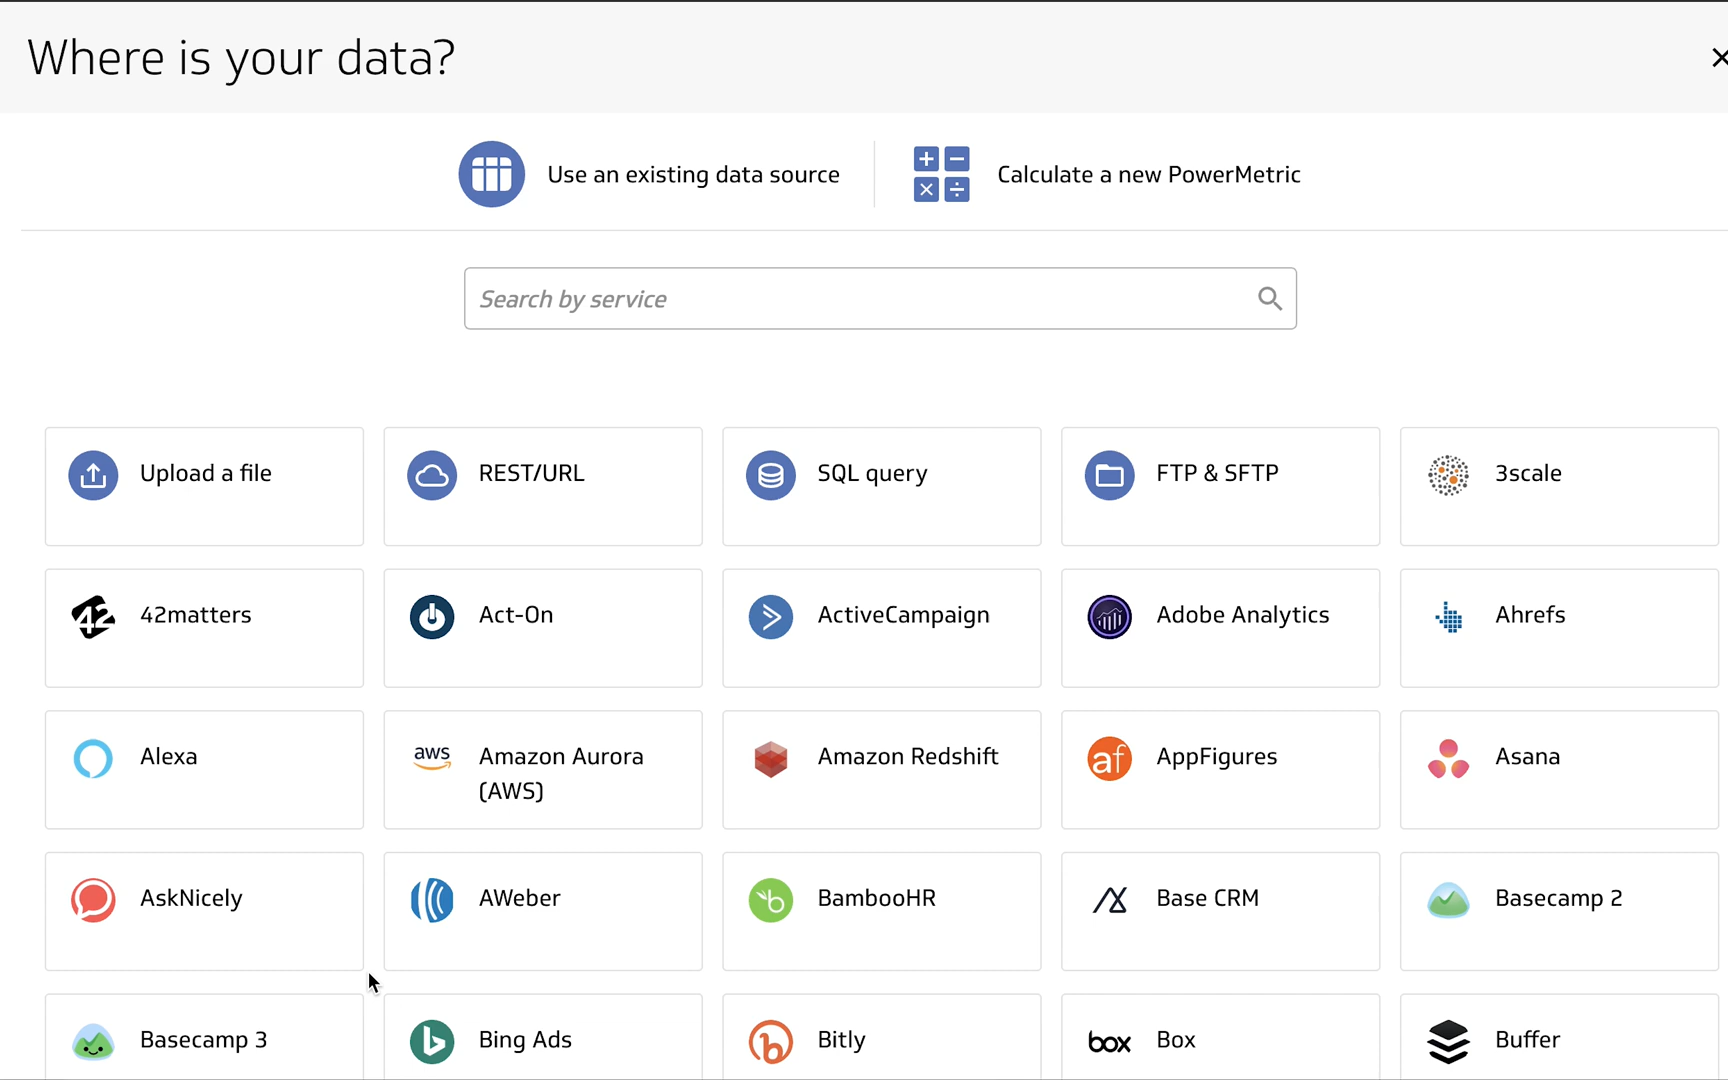 Where is your data?
Use an existing data source
Calculate a new PowerMetric
Search by service
Upload a file
REST/URL
SQL query
FTP & SFTP
3scale
42
42matters
Act-On
ActiveCampaign
Adobe Analytics
Ahrefs
Alexa
aws
Amazon Aurora
(AWS)
Amazon Redshift
af
AppFigures
Asana
AskNicely
AWeber
b
BambooHR
Base CRM
Basecamp 2
Basecamp 3
b
Bing Ads
b
Bitly
box
Box
Buffer